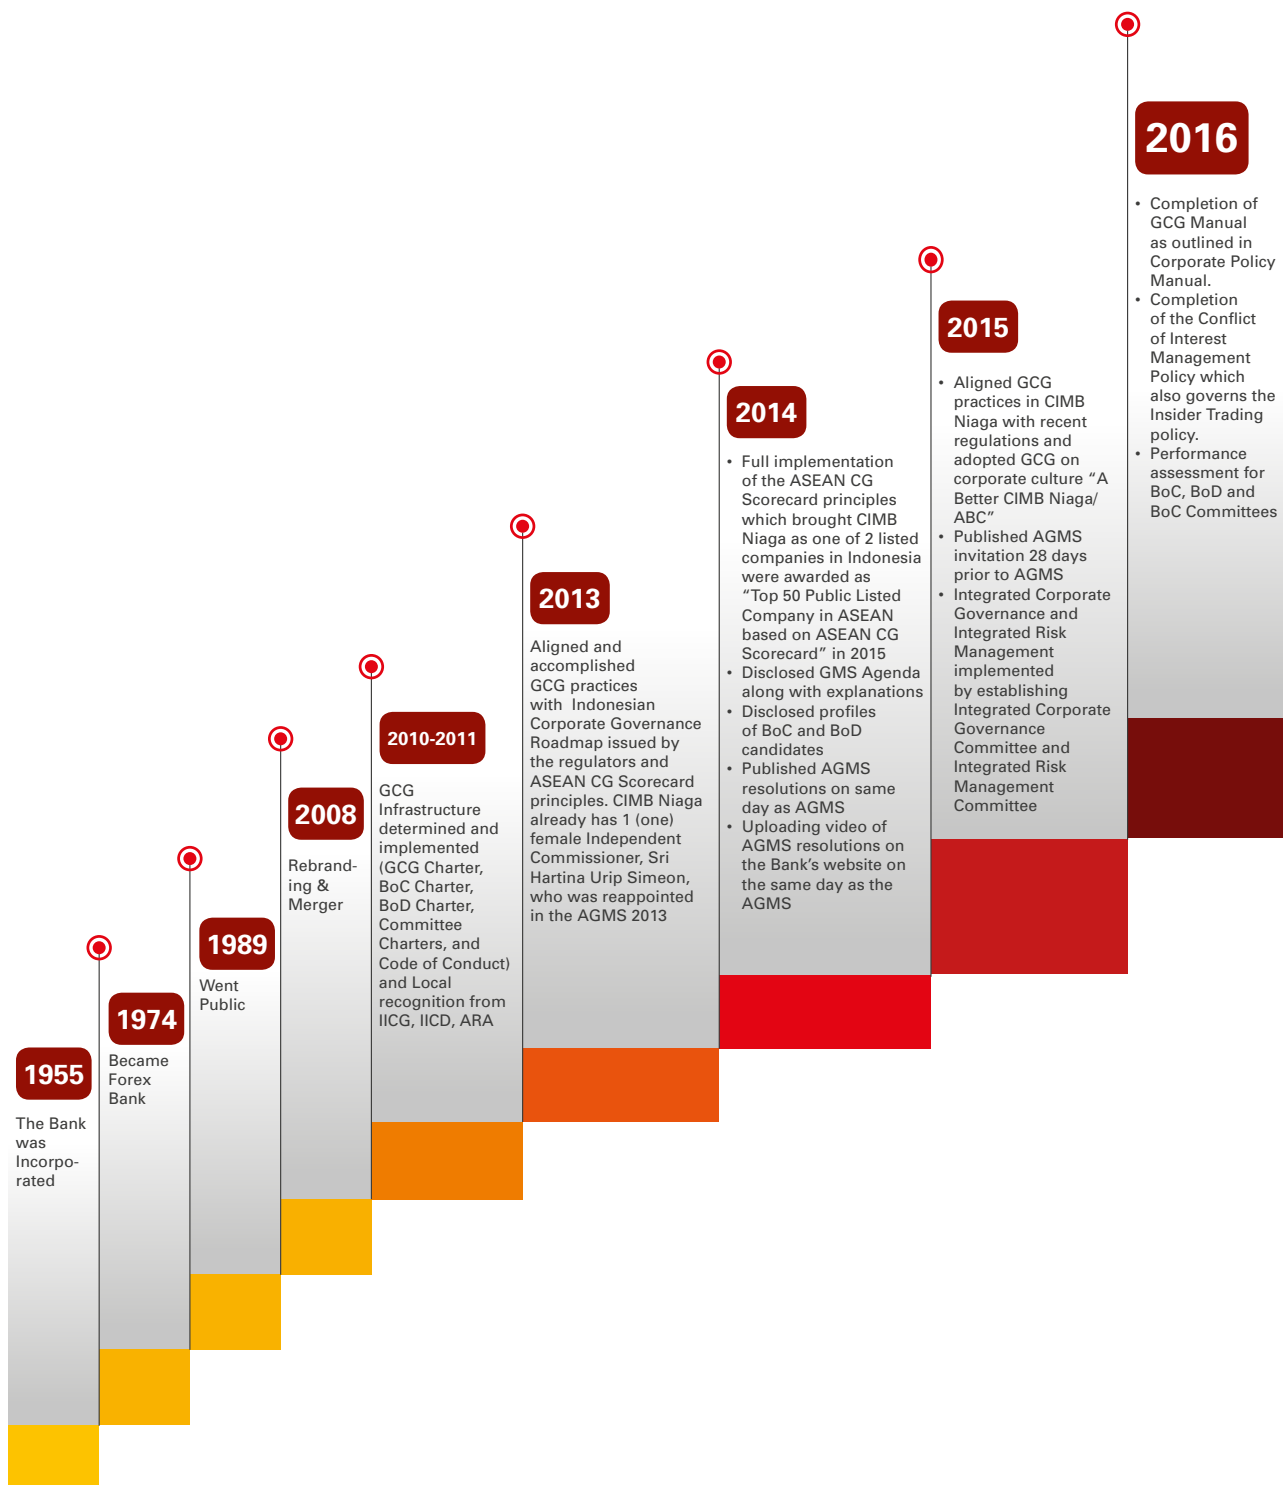 1955
The Bank
was
Incorpo-
rated
1974
Became
Forex
Bank
1989
Went
Public
2008
Rebrand-
ing &
Merger
2010-2011
GCG
Infrastructure
determined and
implemented
(GCG Charter,
BoC Charter,
BoD Charter,
Committee
Charters, and
Code of Conduct)
and Local
recognition from
IICG, IICD, ARA
2013
Aligned and
accomplished
GCG practices
with Indonesian
Corporate Governance
Roadmap issued by
the regulators and
ASEAN CG Scorecard
principles. CIMB Niaga
already has 1 (one)
female Independent
Commissioner, Sri
Hartina Urip Simeon,
who was reappointed
in the AGMS 2013
2014
• Full implementation
of the ASEAN CG
Scorecard principles
which brought CIMB
Niaga as one of 2 listed
companies in Indonesia
were awarded as
“Top 50 Public Listed
Company in ASEAN
based on ASEAN CG
Scorecard” in 2015
• Disclosed GMS Agenda
along with explanations
• Disclosed profiles
of BoC and BoD
candidates
• Published AGMS
resolutions on same
day as AGMS
• Uploading video of
AGMS resolutions on
the Bank’s website on
the same day as the
AGMS
2015
• Aligned GCG
practices in CIMB
Niaga with recent
regulations and
adopted GCG on
corporate culture “A
Better CIMB Niaga/
ABC”
• Published AGMS
invitation 28 days
prior to AGMS
• Integrated Corporate
Governance and
Integrated Risk
Management
implemented
by establishing
Integrated Corporate
Governance
Committee and
Integrated Risk
Management
Committee
2016
• Completion of
GCG Manual
as outlined in
Corporate Policy
Manual.
• Completion
of the Conflict
of Interest
Management
Policy which
also governs the
Insider Trading
policy.
• Performance
assessment for
BoC, BoD and
BoC Committees